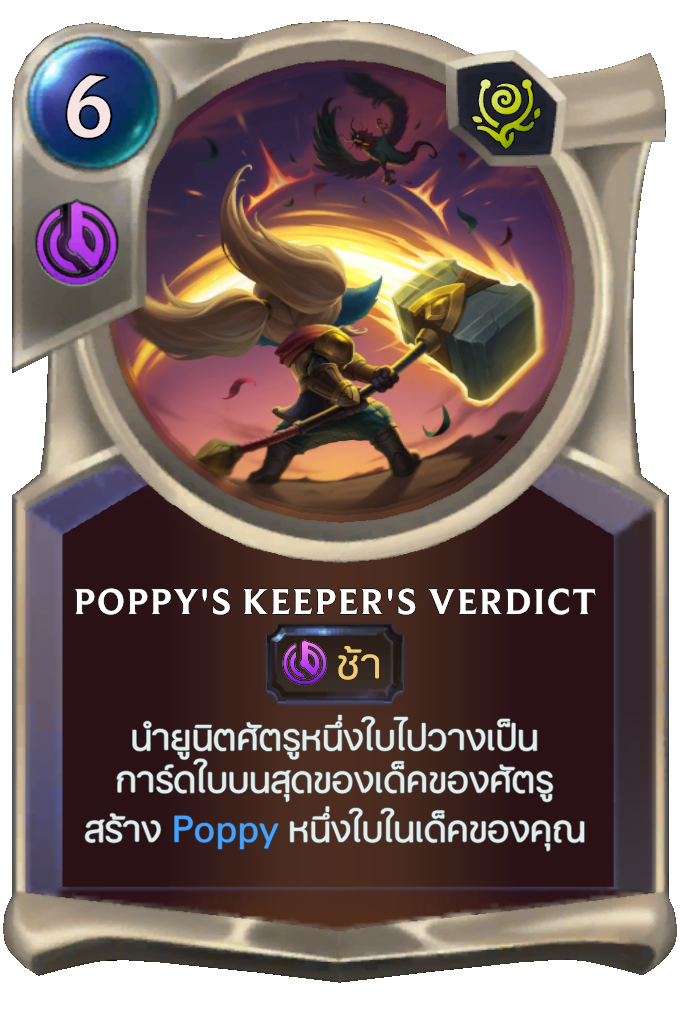 6
POPPY'S KEEPER'S VERDICT
ช้า
นำยูนิตศัตรูหนึ่งใบไปวางเป็น
การ์ดใบบนสุดของเด็คของศัตรู
สร้าง Poppy หนึ่งใบในเด็คของคุณ